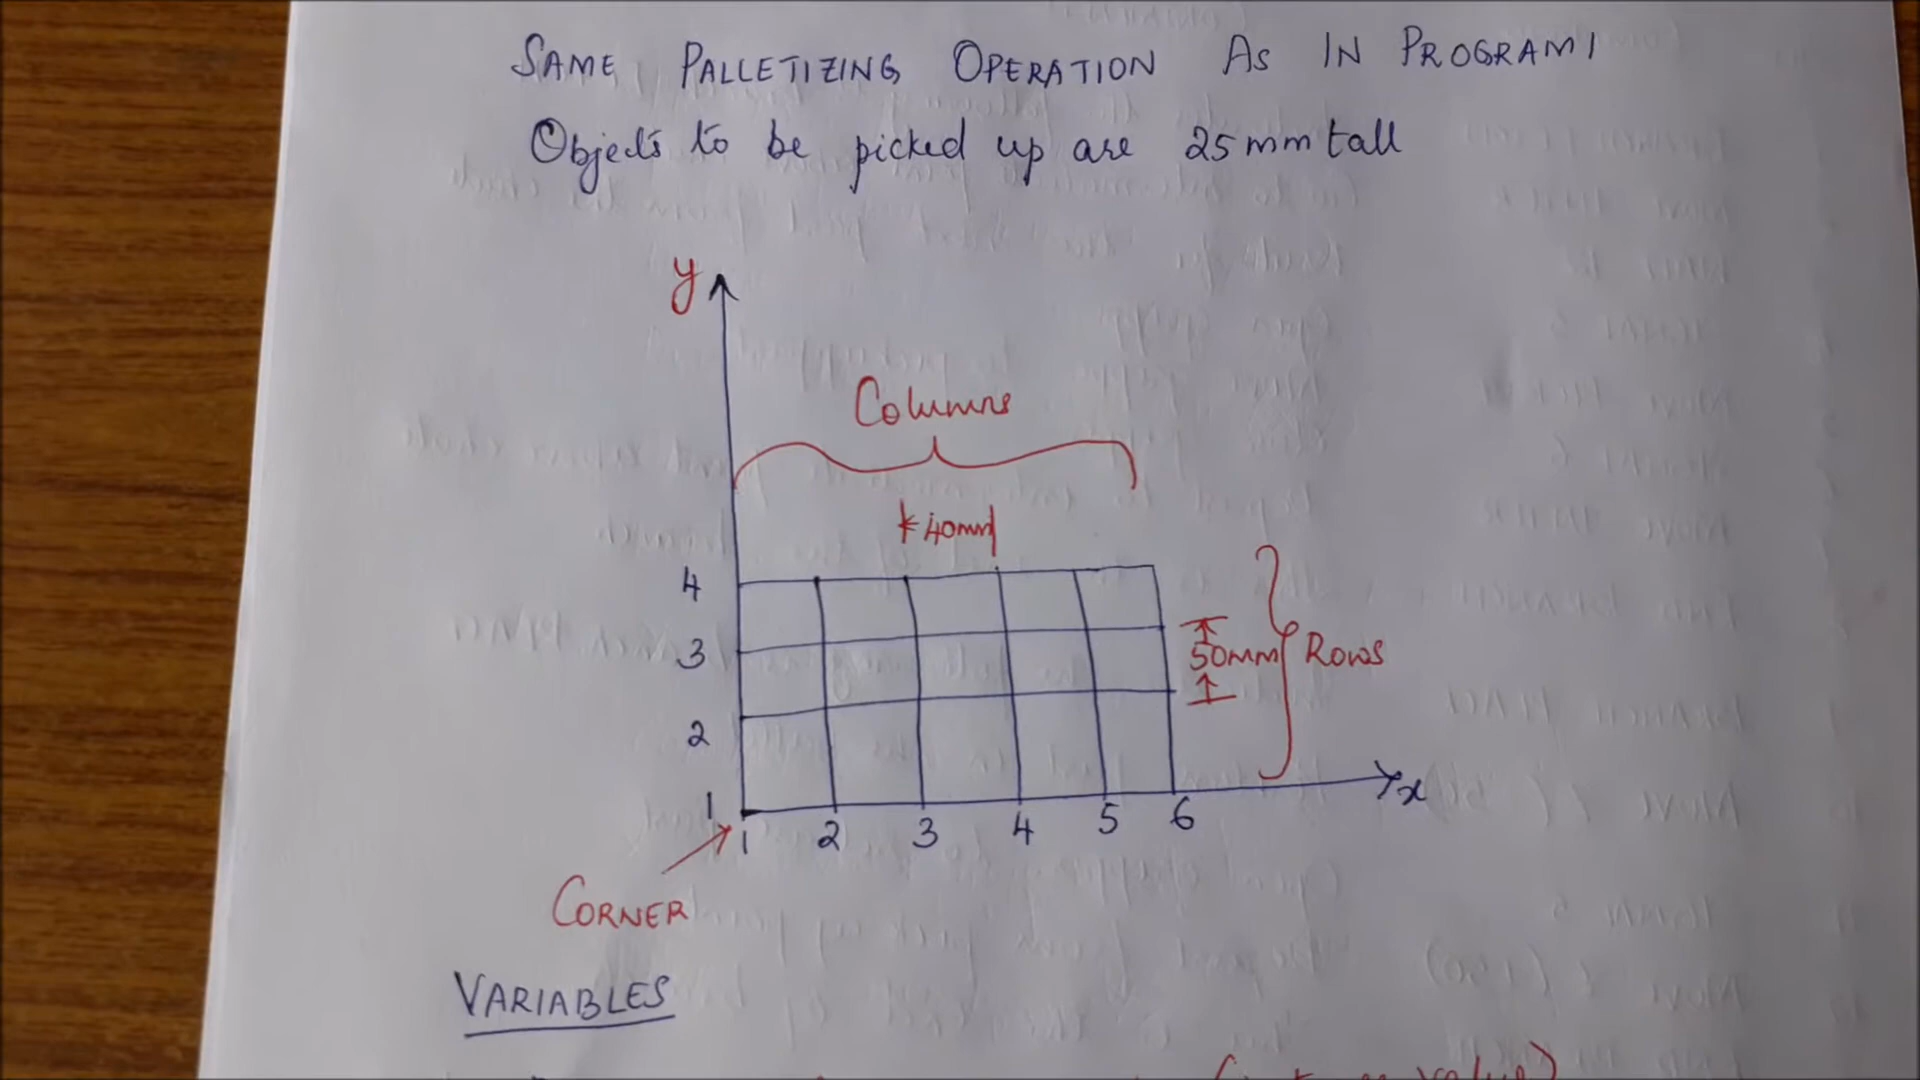 SAME PALLETIZING OPERATION AS IN PROGRAM1
Objects to be picked up are 25mm tall
y
Columns
40mm
4
3
50mm Rows
2
1
x
1 2 3 4 5 6
CORNER
VARIABLES